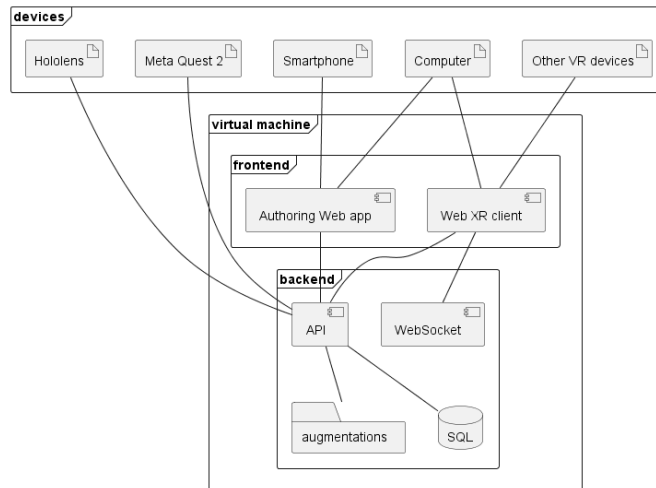 devices
Hololens
Meta Quest 2
Smartphone
Computer
Other VR devices
virtual machine
frontend
Authoring Web app
Web XR client
backend
API
WebSocket
augmentations
SQL